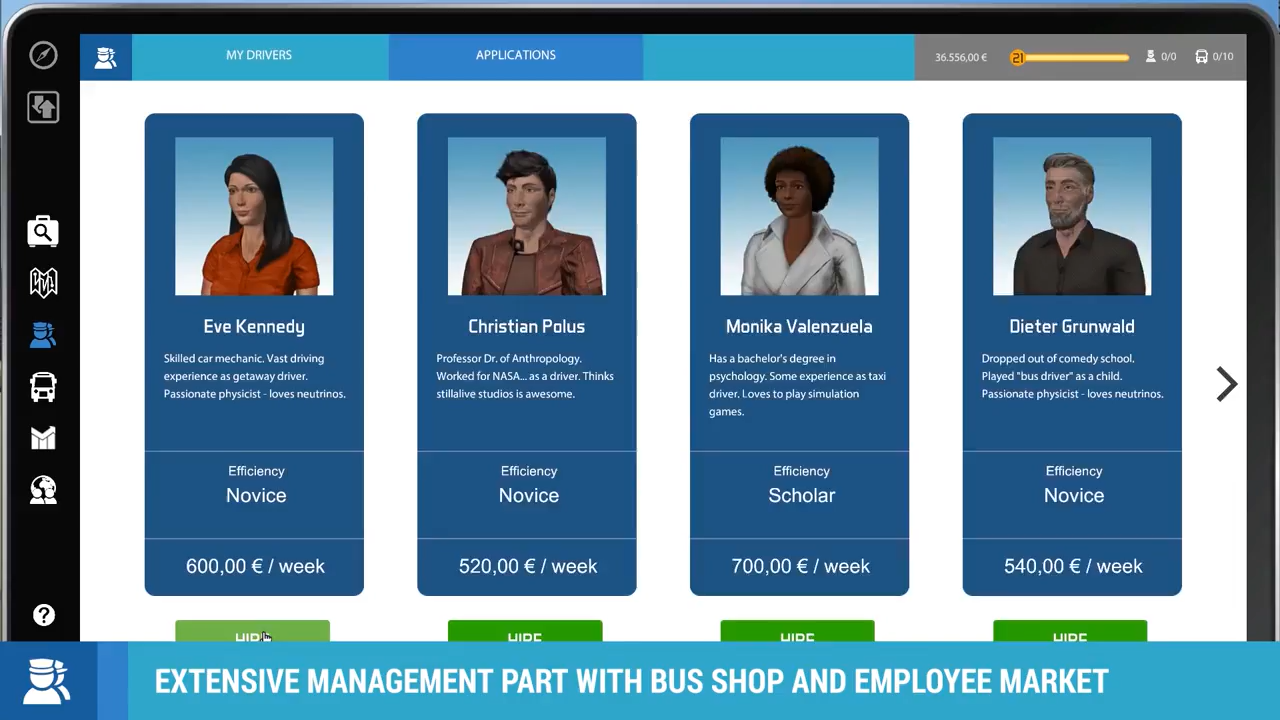 MY DRIVERS
APPLICATIONS
36.556,00 €
21
0/0
0/10
Eve Kennedy
Skilled car mechanic. Vast driving
experience as getaway driver.
Passionate physicist - loves neutrinos.
Efficiency
Novice
600,00 € / week
HIRE
Christian Polus
Professor Dr. of Anthropology.
Worked for NASA... as a driver. Thinks
stillalive studios is awesome.
Efficiency
Novice
520,00 € / week
HIRE
Monika Valenzuela
Has a bachelor's degree in
psychology. Some experience as taxi
driver. Loves to play simulation
games.
Efficiency
Scholar
700,00 € / week
HIRE
Dieter Grunwald
Dropped out of comedy school.
Played "bus driver" as a child.
Passionate physicist - loves neutrinos.
Efficiency
Novice
540,00 € / week
HIRE
?
EXTENSIVE MANAGEMENT PART WITH BUS SHOP AND EMPLOYEE MARKET